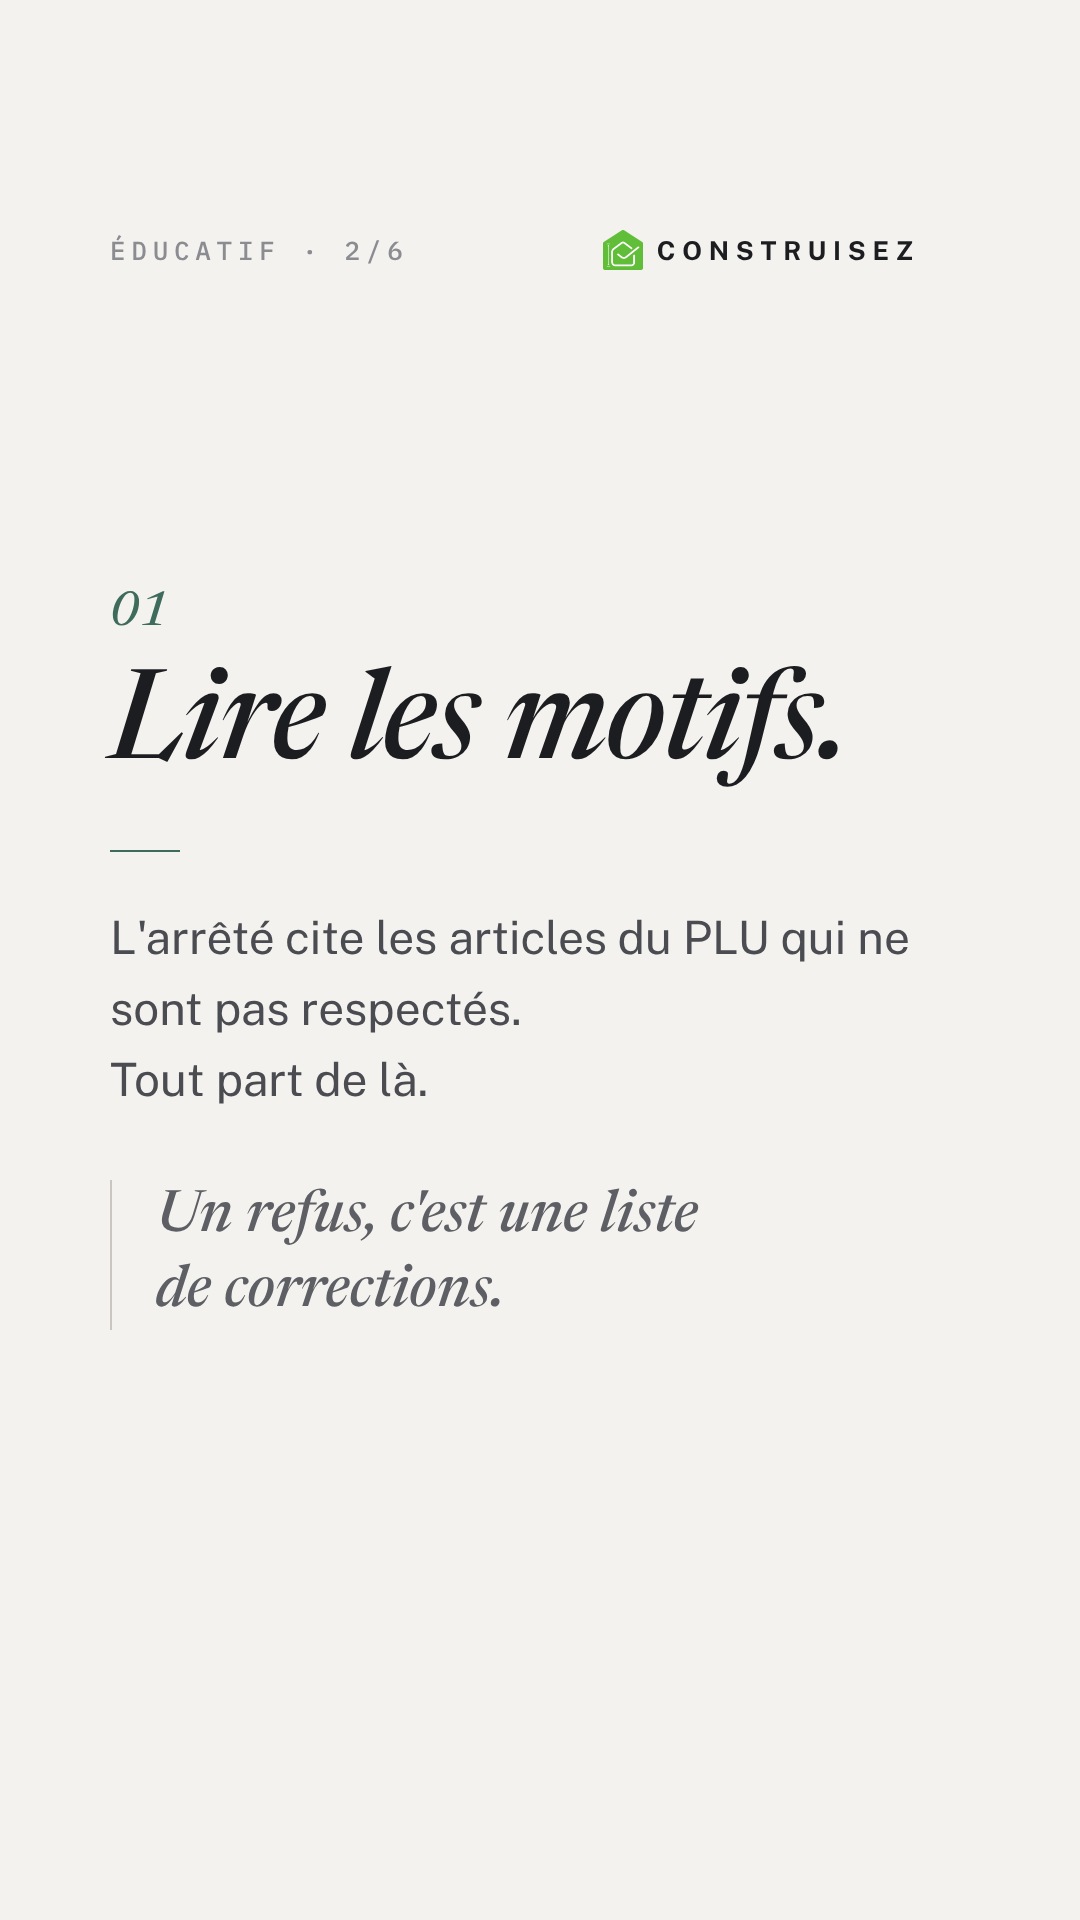 ÉDUCATIF · 2/6
CONSTRUISEZ
01
Lire les motifs.
L'arrêté cite les articles du PLU qui ne
sont pas respectés.
Tout part de là.
Un refus, c'est une liste
de corrections.